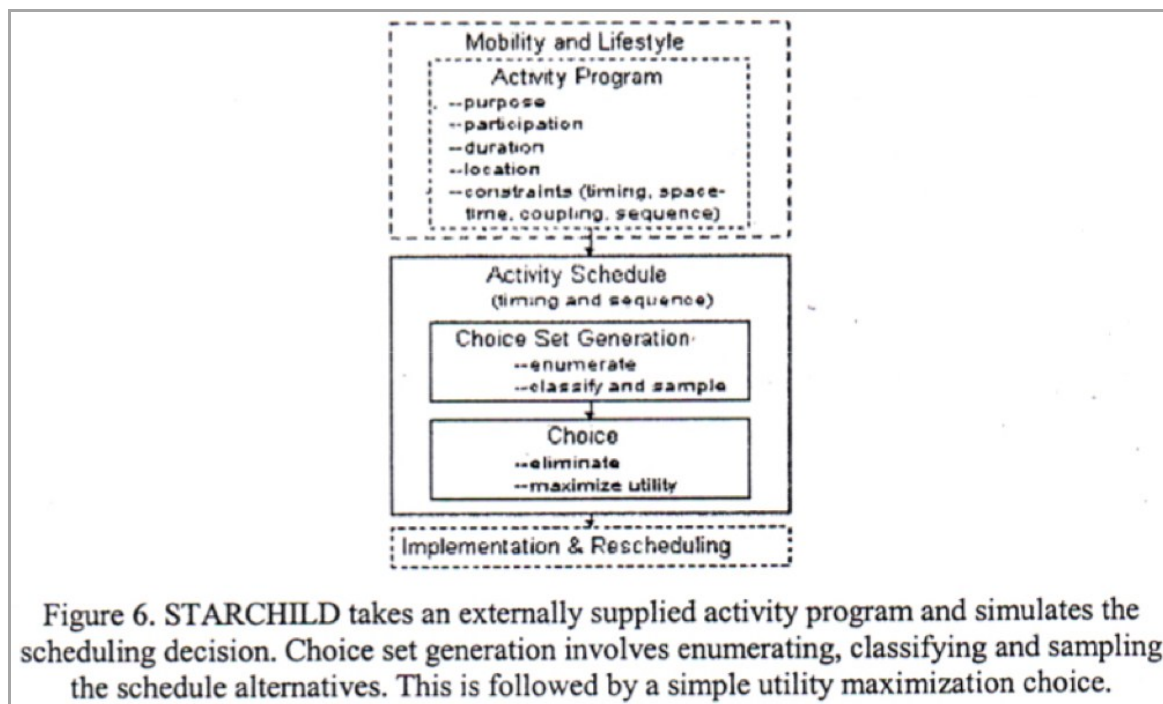 Mobility and Lifestyle
Activity Program
--purpose
--participation
--duration
--location
--constraints (timing, space-
time, coupling, sequence)
Activity Schedule
(timing and sequence)
Choice Set Generation
--enumerate
--classify and sample
Choice
--eliminate
--maximize utility
Implementation & Rescheduling
Figure 6. STARCHILD takes an externally supplied activity program and simulates the
scheduling decision. Choice set generation involves enumerating, classifying and sampling
the schedule alternatives. This is followed by a simple utility maximization choice.